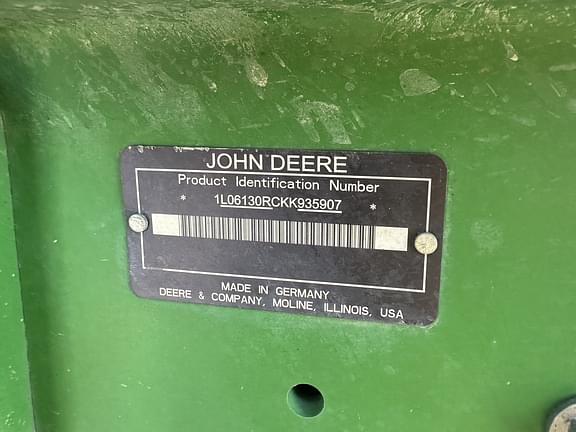 JOHN DEERE
Product Identification Number
* 1L06130RCKK935907 *
MADE IN GERMANY
DEERE & COMPANY, MOLINE, ILLINOIS, USA